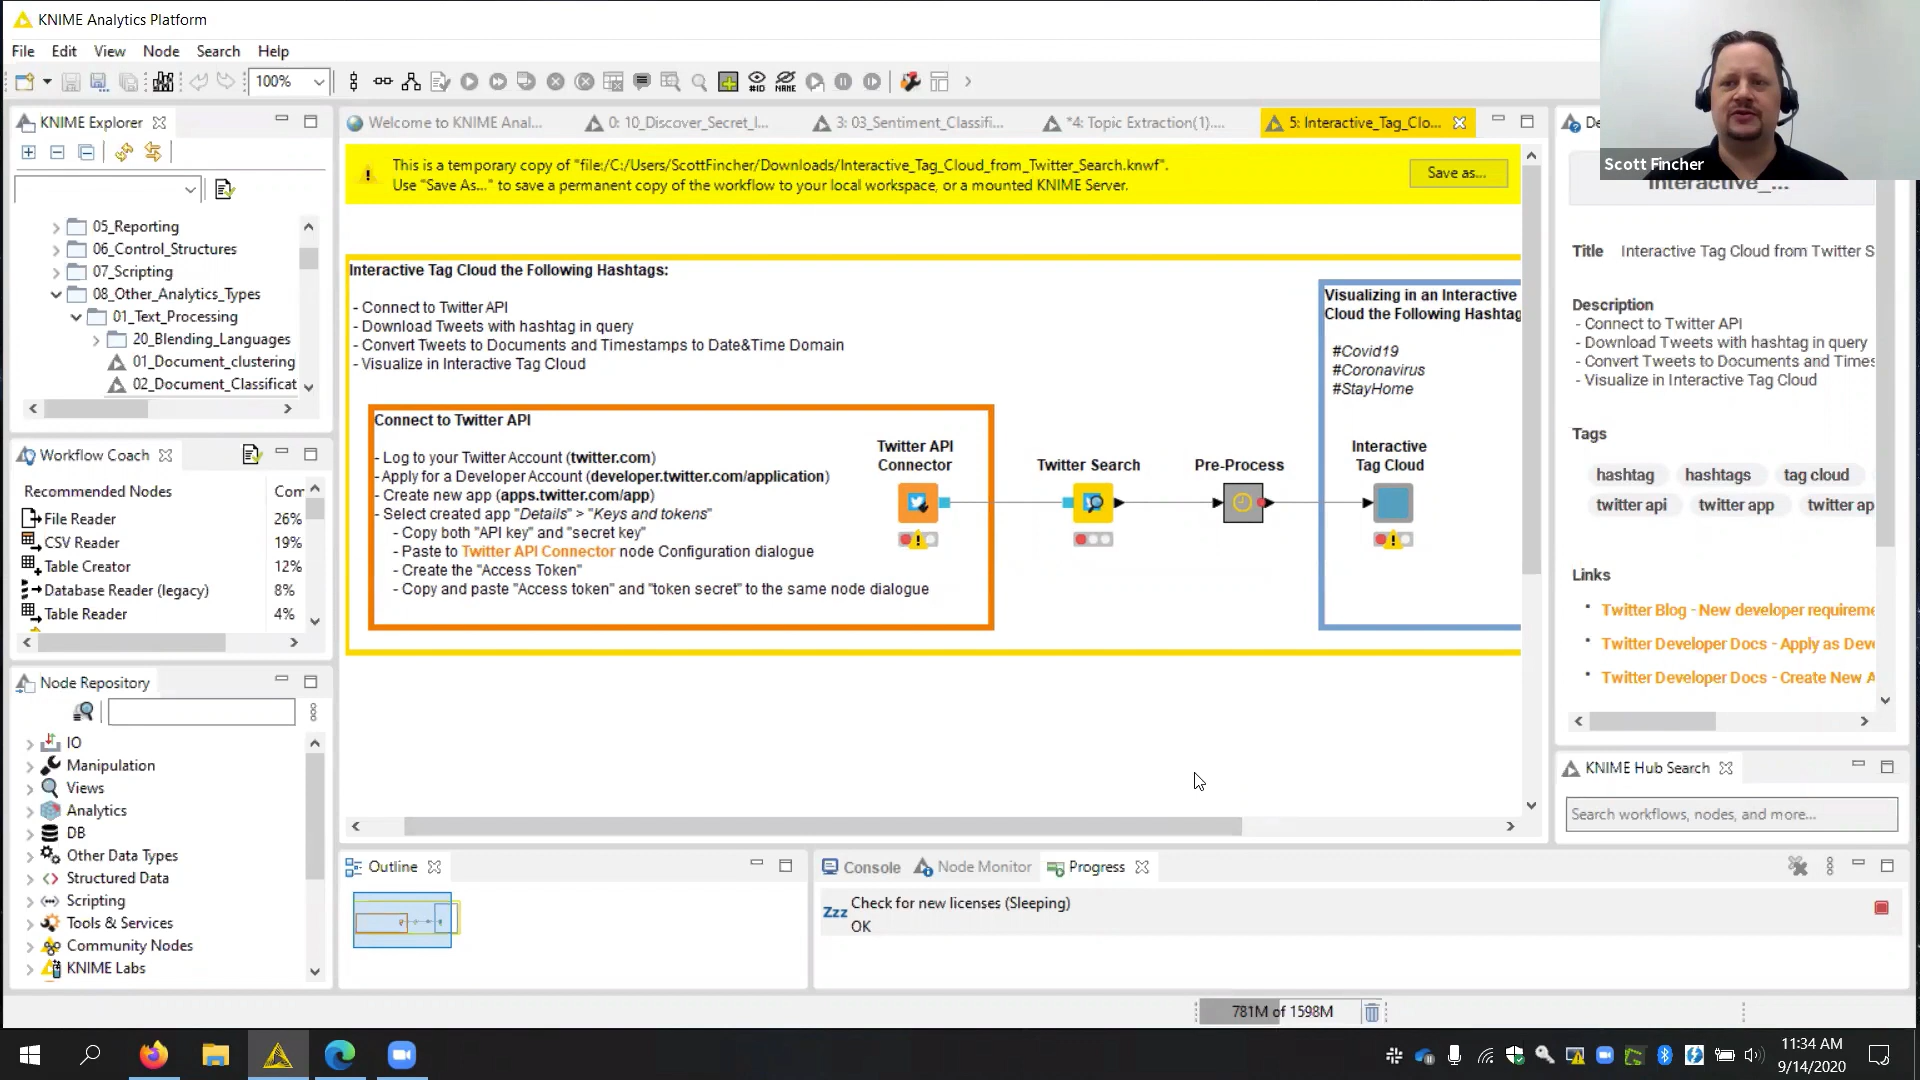 KNIME Analytics Platform
File Edit View Node Search Help
100%
#ID
NAME
KNIME Explorer
05_Reporting
06_Control_Structures
07_Scripting
08_Other_Analytics_Types
01_Text_Processing
20_Blending_Languages
01_Document_clustering
02_Document_Classificat
Workflow Coach
Recommended Nodes Com
File Reader 26%
CSV Reader 19%
Table Creator 12%
Database Reader (legacy) 8%
Table Reader 4%
Node Repository
IO
Manipulation
Views
Analytics
DB
Other Data Types
Structured Data
Scripting
Tools & Services
Community Nodes
KNIME Labs
Welcome to KNIME Anal...
0: 10_Discover_Secret_I...
3: 03_Sentiment_Classifi...
*4: Topic Extraction(1)....
5: Interactive_Tag_Clo...
This is a temporary copy of "file:/C:/Users/ScottFincher/Downloads/Interactive_Tag_Cloud_from_Twitter_Search.knwf".
Use "Save As..." to save a permanent copy of the workflow to your local workspace, or a mounted KNIME Server.
Save as...
Interactive Tag Cloud the Following Hashtags:
- Connect to Twitter API
- Download Tweets with hashtag in query
- Convert Tweets to Documents and Timestamps to Date&Time Domain
- Visualize in Interactive Tag Cloud
Connect to Twitter API
- Log to your Twitter Account (twitter.com)
- Apply for a Developer Account (developer.twitter.com/application)
- Create new app (apps.twitter.com/app)
- Select created app "Details" > "Keys and tokens"
- Copy both "API key" and "secret key"
- Paste to Twitter API Connector node Configuration dialogue
- Create the "Access Token"
- Copy and paste "Access token" and "token secret" to the same node dialogue
Twitter API
Connector
Twitter Search
Pre-Process
Visualizing in an Interactive
Cloud the Following Hashtag
#Covid19
#Coronavirus
#StayHome
Interactive
Tag Cloud
Outline
Console
Node Monitor
Progress
Zzz
Check for new licenses (Sleeping)
OK
781M of 1598M
Scott Fincher
De
Interactive_...
Title Interactive Tag Cloud from Twitter S
Description
- Connect to Twitter API
- Download Tweets with hashtag in query
- Convert Tweets to Documents and Times
- Visualize in Interactive Tag Cloud
Tags
hashtag hashtags tag cloud
twitter api twitter app twitter ap
Links
Twitter Blog - New developer requireme
Twitter Developer Docs - Apply as Deve
Twitter Developer Docs - Create New A
KNIME Hub Search
Search workflows, nodes, and more...
11:34 AM
9/14/2020